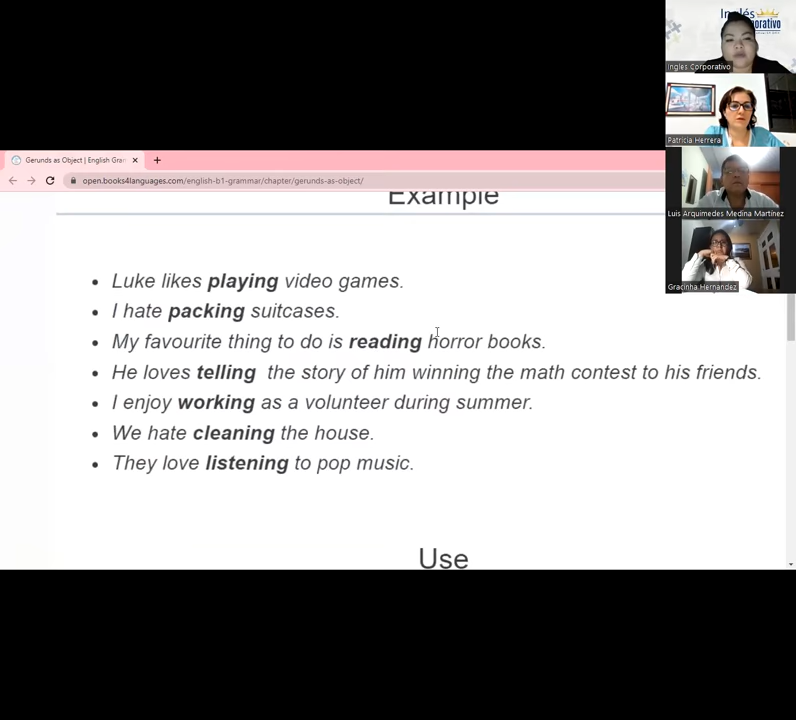 Inglés
Ingles Corporativo
Patricia Herrera
Gerunds as Object | English Gram
open.books4languages.com/english-b1-grammar/chapter/gerunds-as-object/
Luis Arquimedes Medina Martínez
Gracinha Hernandez
Example
• Luke likes playing video games.
• I hate packing suitcases.
• My favourite thing to do is reading horror books.
• He loves telling the story of him winning the math contest to his friends.
• I enjoy working as a volunteer during summer.
• We hate cleaning the house.
• They love listening to pop music.
Use